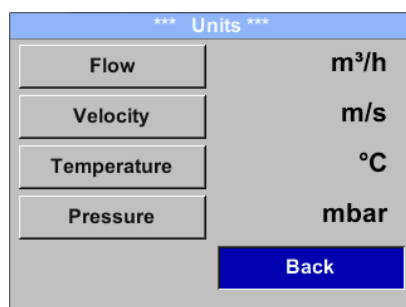 *** Units ***
Flow m³/h
Velocity m/s
Temperature °C
Pressure mbar
Back